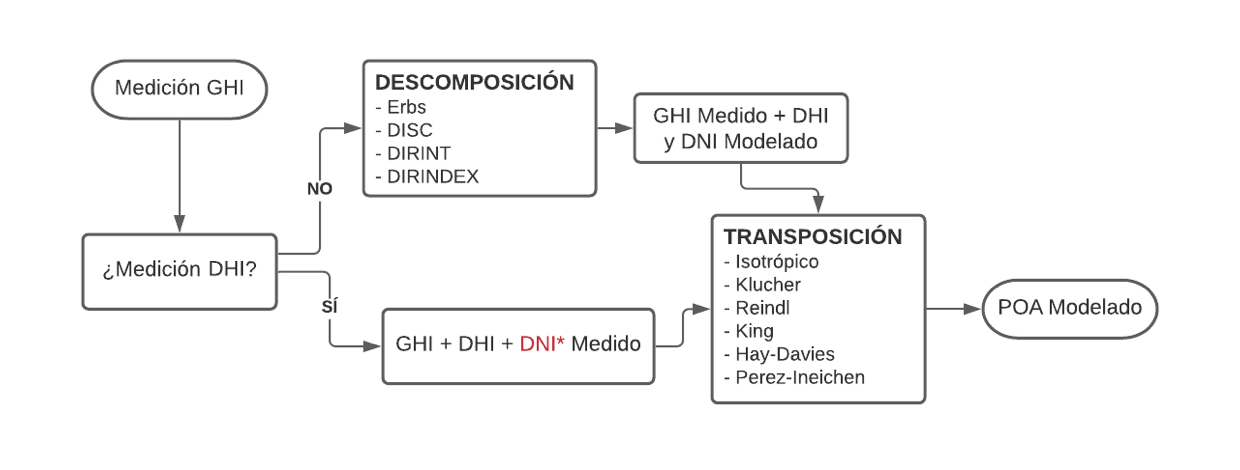 Medición GHI
¿Medición DHI?
NO
SÍ
DESCOMPOSICIÓN
- Erbs
- DISC
- DIRINT
- DIRINDEX
GHI Medido + DHI
y DNI Modelado
GHI + DHI + DNI* Medido
TRANSPOSICIÓN
- Isotrópico
- Klucher
- Reindl
- King
- Hay-Davies
- Perez-Ineichen
POA Modelado